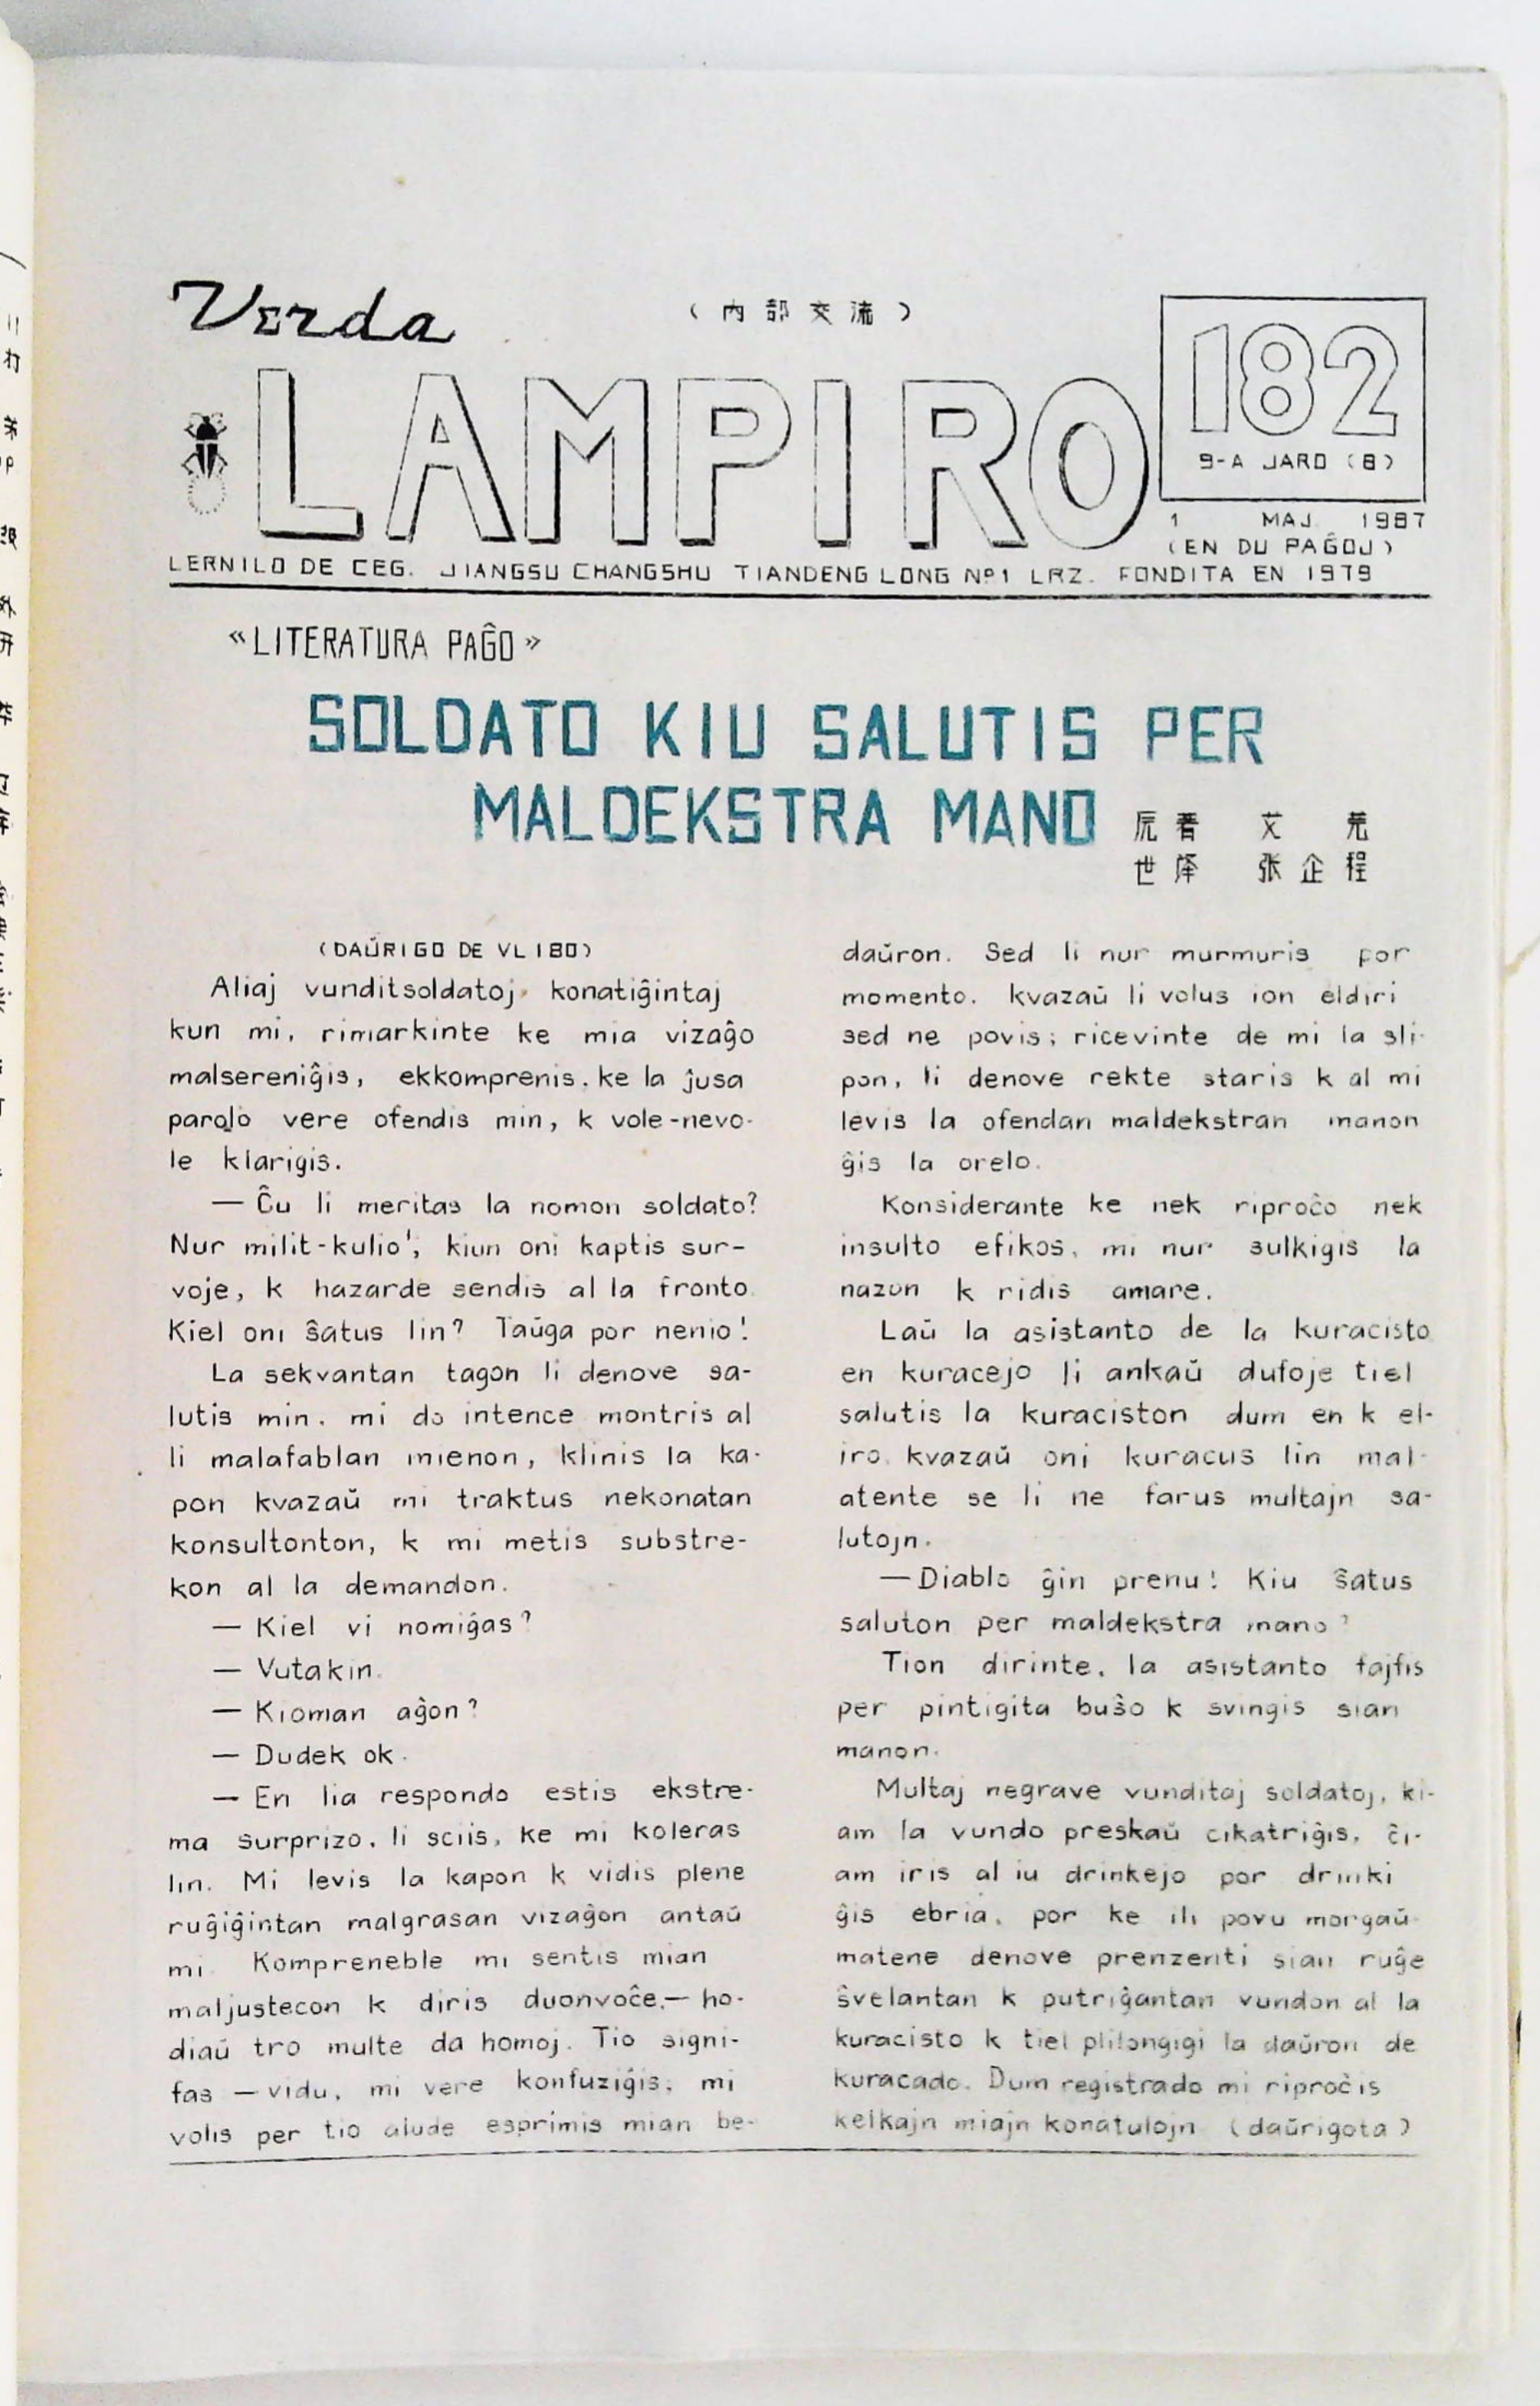 Verda
（内部交流）
LAMPIRO
182
9-A JARO (8)
1 MAJ. 1987
(EN DU PAĜOJ)
LERNILO DE CEG. JIANGSU CHANGSHU TIANDENG LONG Nº1 LRZ. FONDITA EN 1979
«LITERATURA PAĜO»
SOLDATO KIU SALUTIS PER
MALDEKSTRA MANO
原著 艾 芜
世译 张企程
(DAŬRIGO DE VL 180)
Aliaj vunditsoldatoj konatiĝintaj
kun mi, rimarkinte ke mia vizaĝo
malsereniĝis, ekkomprenis, ke la ĵusa
parolo vere ofendis min, k vole-nevo-
le klarigis.
— Ĉu li meritas la nomon soldato?
Nur milit-kulio', kiun oni kaptis sur-
voje, k hazarde sendis al la fronto.
Kiel oni ŝatus lin? Taŭga por nenio!
La sekvantan tagon li denove sa-
lutis min. mi do intence montris al
li malafablan mienon, klinis la ka-
pon kvazaŭ mi traktus nekonatan
konsultonton, k mi metis substre-
kon al la demandon.
— Kiel vi nomiĝas?
— Vutakin.
— Kioman aĝon?
— Dudek ok.
— En lia respondo estis ekstre-
ma surprizo. li sciis, ke mi koleras
lin. Mi levis la kapon k vidis plene
ruĝiĝintan malgrasan vizaĝon antaŭ
mi. Kompreneble mi sentis mian
maljustecon k diris duonvoĉe.— ho-
diaŭ tro multe da homoj. Tio signi-
fas — vidu, mi vere konfuziĝis, mi
volis per tio alude esprimis mian be-
daŭron. Sed li nur murmuris por
momento. kvazaŭ li volus ion eldiri
sed ne povis; ricevinte de mi la sli-
pon, li denove rekte staris k al mi
levis la ofendan maldekstran manon
ĝis la orelo.
Konsiderante ke nek riproĉo nek
insulto efikos, mi nur sulkigis la
nazon k ridis amare.
Laŭ la asistanto de la kuracisto
en kuracejo li ankaŭ dufoje tiel
salutis la kuraciston dum en k el-
iro. kvazaŭ oni kuracus lin mal-
atente se li ne farus multajn sa-
lutojn.
— Diablo ĝin prenu! Kiu ŝatus
saluton per maldekstra mano?
Tion dirinte, la asistanto fajfis
per pintigita buŝo k svingis sian
manon.
Multaj negrave vunditaj soldatoj, ki-
am la vundo preskaŭ cikatriĝis, ĉi-
am iris al iu drinkejo por drinki
ĝis ebria, por ke ili povu morgaŭ-
matene denove prenzenti sian ruĝe
ŝvelantan k putriĝantan vundon al la
kuracisto k tiel plilongigi la daŭron de
kuracado. Dum registrado mi riproĉis
kelkajn miajn konatulojn (daŭrigota)